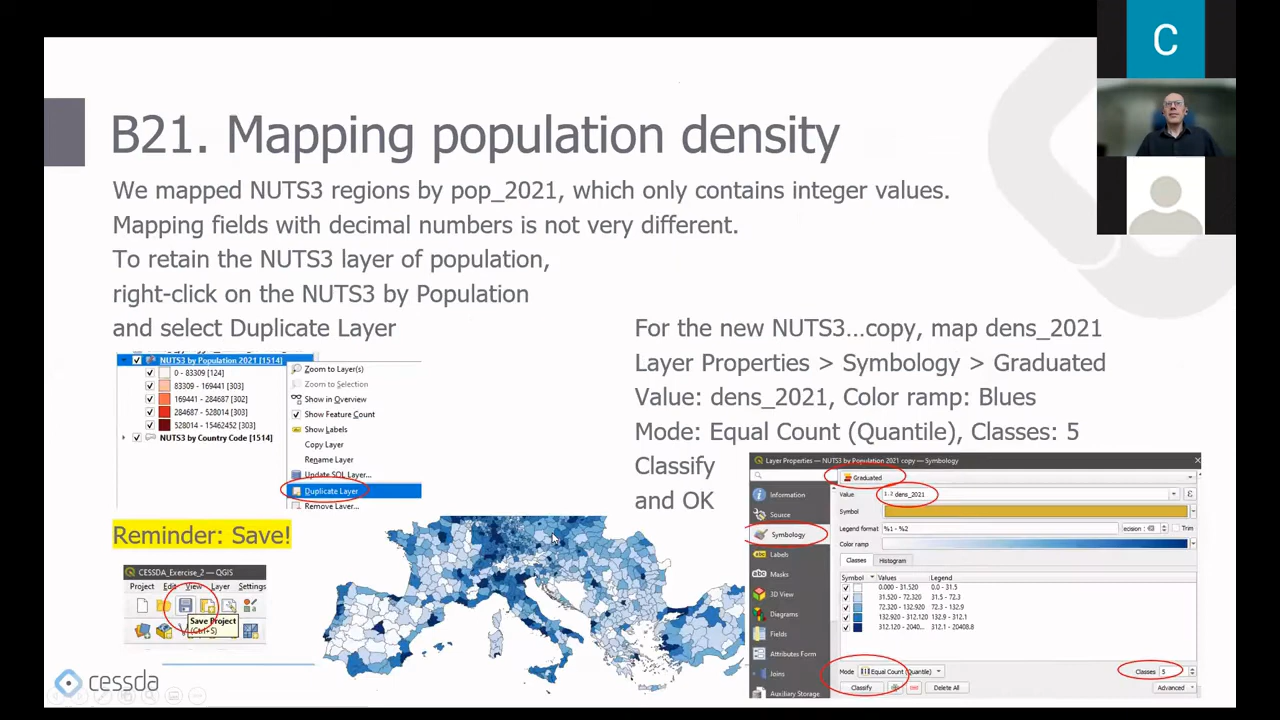 C
B21. Mapping population density
We mapped NUTS3 regions by pop_2021, which only contains integer values.
Mapping fields with decimal numbers is not very different.
To retain the NUTS3 layer of population,
right-click on the NUTS3 by Population
and select Duplicate Layer
NUTS3 by Population 2021 [1514]
0 - 83309 [124]
83309 - 169441 [303]
169441 - 284687 [302]
284687 - 528014 [303]
528014 - 15462452 [303]
NUTS3 by Country Code [1514]
Zoom to Layer(s)
Zoom to Selection
Show in Overview
Show Feature Count
Show Labels
Copy Layer
Rename Layer
Update SQL Layer...
Duplicate Layer
Remove Layer...
Reminder: Save!
CESSDA_Exercise_2 — QGIS
Project Edit View Layer Settings
Save Project
(Ctrl+S)
cessda
For the new NUTS3...copy, map dens_2021
Layer Properties > Symbology > Graduated
Value: dens_2021, Color ramp: Blues
Mode: Equal Count (Quantile), Classes: 5
Classify
and OK
Layer Properties — NUTS3 by Population 2021 copy — Symbology
Graduated
Information
Source
Symbology
Labels
Masks
3D View
Diagrams
Fields
Attributes Form
Joins
Auxiliary Storage
Value 1.2 dens_2021
Symbol
Legend format %1 - %2 ecision Trim
Color ramp
Classes Histogram
Symbol Values Legend
0.000 - 31.520 0.0 - 31.5
31.520 - 72.320 31.5 - 72.3
72.320 - 132.920 72.3 - 132.9
132.920 - 312.120 132.9 - 312.1
312.120 - 2040... 312.1 - 20408.8
Mode Equal Count (Quantile) Classes 5
Classify Delete All Advanced